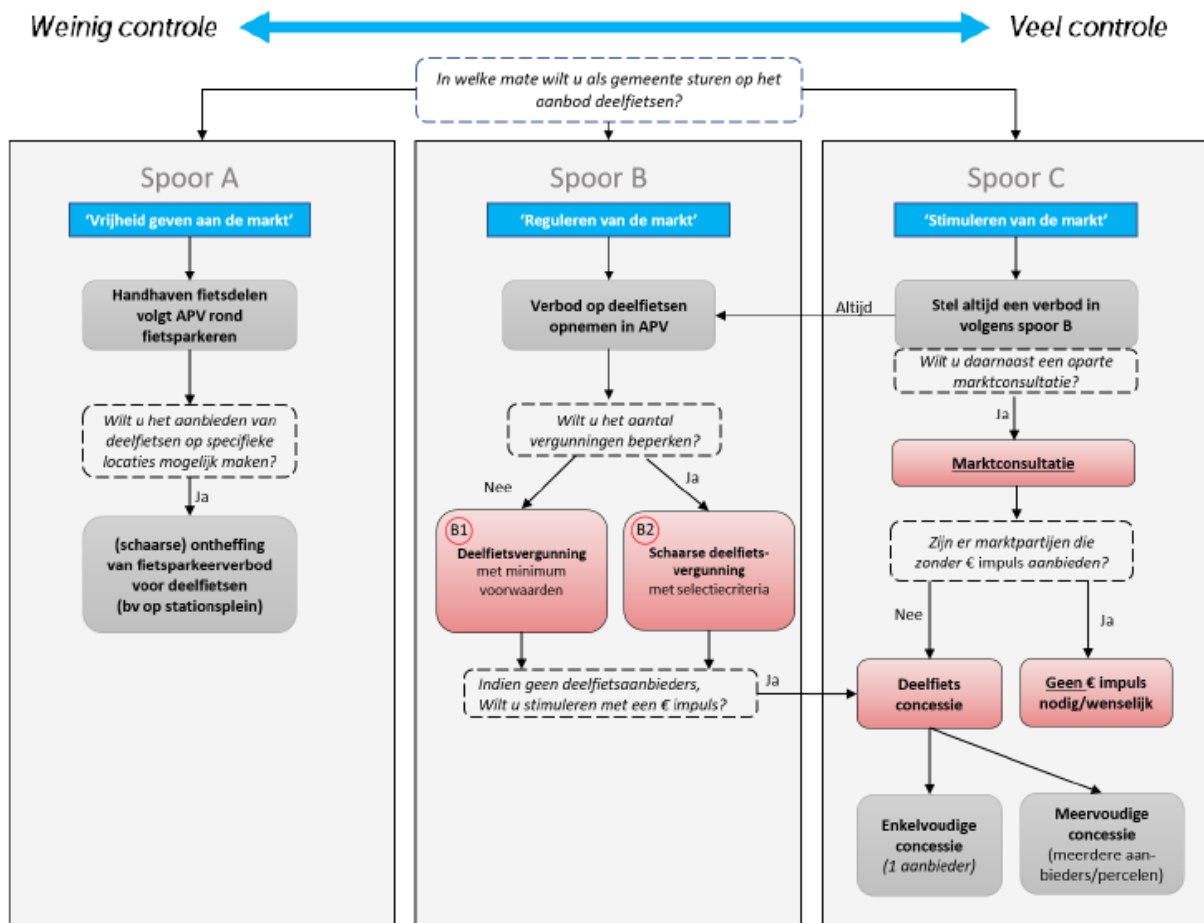 Weinig controle
Veel controle
In welke mate wilt u als gemeente sturen op het
aanbod deelfietsen?
Spoor A
'Vrijheid geven aan de markt'
Handhaven fietsdelen
volgt APV rond
fietsparkeren
Wilt u het aanbieden van
deelfietsen op specifieke
locaties mogelijk maken?
Ja
(schaarse) ontheffing
van fietsparkeerverbod
voor deelfietsen
(bv op stationsplein)
Spoor B
'Reguleren van de markt'
Verbod op deelfietsen
opnemen in APV
Wilt u het aantal
vergunningen beperken?
Nee
Ja
B1
Deelfietsvergunning
met minimum
voorwaarden
B2
Schaarse deelfiets-
vergunning
met selectiecriteria
Indien geen deelfietsaanbieders,
Wilt u stimuleren met een € impuls?
Ja
Spoor C
'Stimuleren van de markt'
Altijd
Stel altijd een verbod in
volgens spoor B
Wilt u daarnaast een aparte
marktconsultatie?
Ja
Marktconsultatie
Zijn er marktpartijen die
zonder € impuls aanbieden?
Nee
Ja
Deelfiets
concessie
Geen € impuls
nodig/wenselijk
Enkelvoudige
concessie
(1 aanbieder)
Meervoudige
concessie
(meerdere aan-
bieders/percelen)